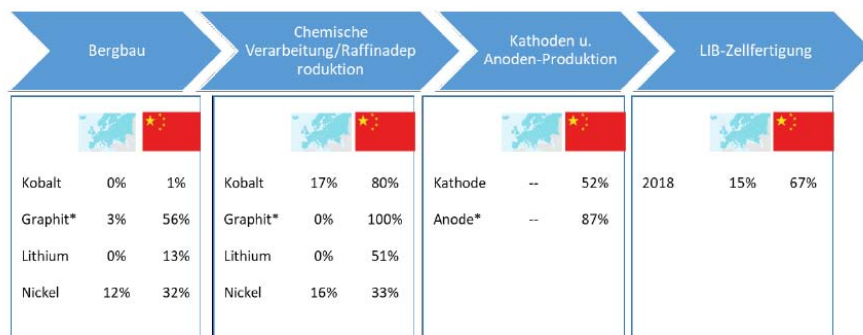 Bergbau
Chemische
Verarbeitung/Raffinadep
roduktion
Kathoden u.
Anoden-Produktion
LIB-Zellfertigung
Kobalt 0% 1%
Graphit* 3% 56%
Lithium 0% 13%
Nickel 12% 32%
Kobalt 17% 80%
Graphit* 0% 100%
Lithium 0% 51%
Nickel 16% 33%
Kathode -- 52%
Anode* -- 87%
2018 15% 67%